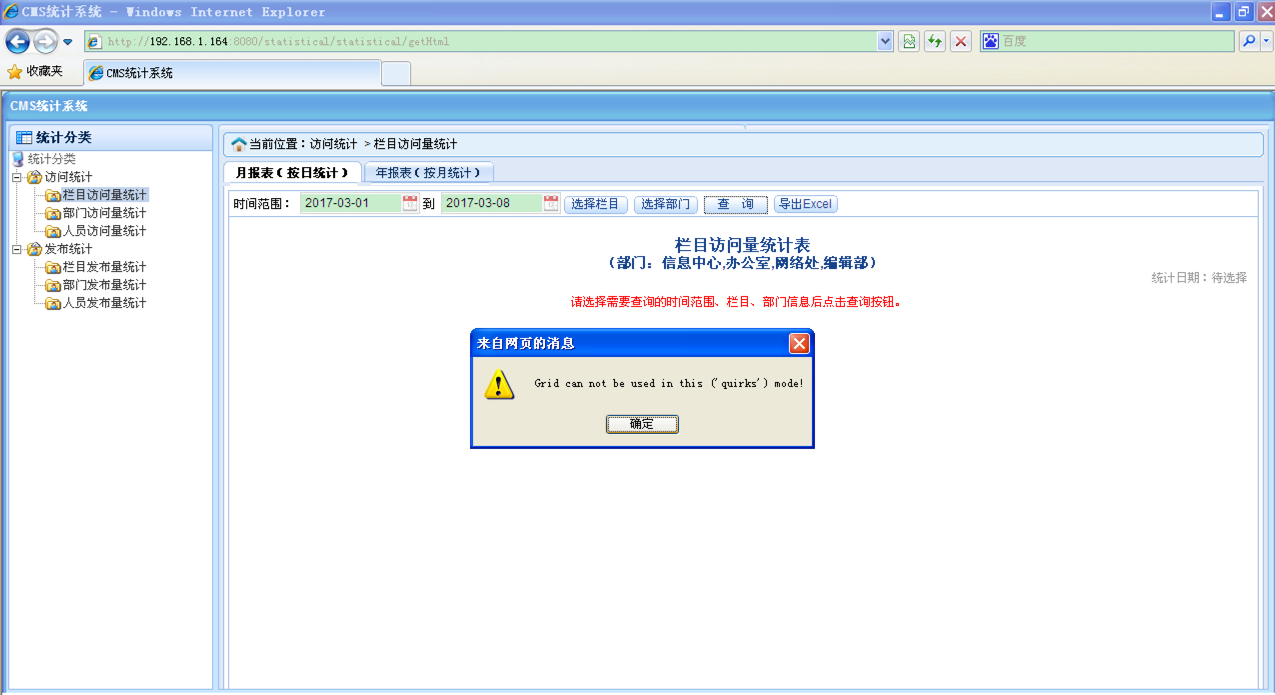 CMS统计系统 - Windows Internet Explorer
http://192.168.1.164:8080/statistical/statistical/getHtml
百度
收藏夹
CMS统计系统
CMS统计系统
统计分类
统计分类
访问统计
栏目访问量统计
部门访问量统计
人员访问量统计
发布统计
栏目发布量统计
部门发布量统计
人员发布量统计
当前位置：访问统计 >栏目访问量统计
月报表（按日统计） 年报表（按月统计）
时间范围： 2017-03-01 到 2017-03-08 选择栏目 选择部门 查 询 导出Excel
栏目访问量统计表
（部门：信息中心,办公室,网络处,编辑部）
统计日期：待选择
请选择需要查询的时间范围、栏目、部门信息后点击查询按钮。
来自网页的消息
Grid can not be used in this ('quirks') mode!
确定